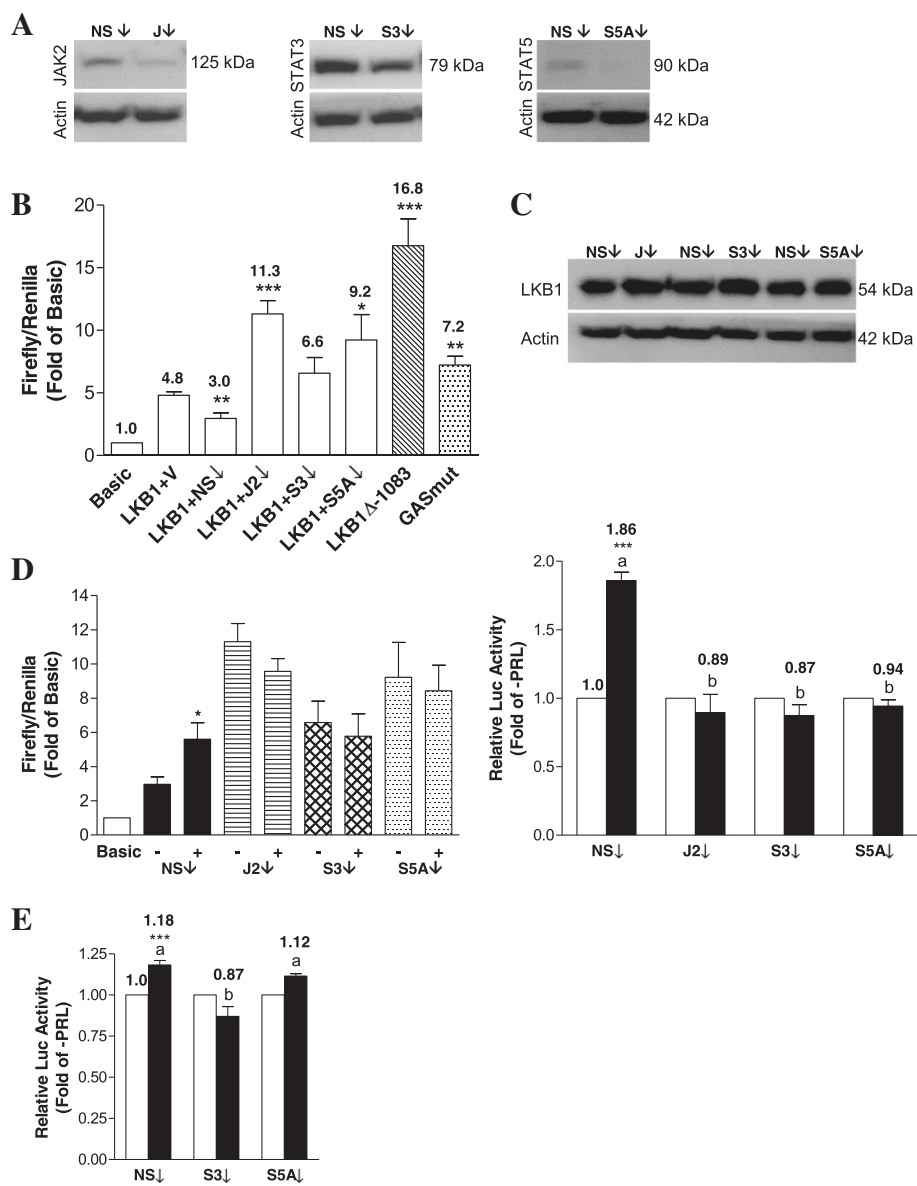 A
NS ↓ J↓
JAK2
125 kDa
Actin
NS ↓ S3↓
STAT3
79 kDa
Actin
NS ↓ S5A↓
STAT5
90 kDa
Actin
42 kDa
B
Firefly/Renilla
(Fold of Basic)
20
15
10
5
0
1.0
4.8
3.0
**
11.3
***
6.6
9.2
*
16.8
***
7.2
**
Basic
LKB1+V
LKB1+NS↓
LKB1+J2↓
LKB1+S3↓
LKB1+S5A↓
LKB1Δ-1083
GASmut
C
NS↓ J↓ NS↓ S3↓ NS↓ S5A↓
LKB1
54 kDa
Actin
42 kDa
D
Firefly/Renilla
(Fold of Basic)
14
12
10
8
6
4
2
0
*
Basic - + - + - + - +
NS↓ J2↓ S3↓ S5A↓
Relative Luc Activity
(Fold of -PRL)
2.0
1.5
1.0
0.5
0.0
1.0
1.86
***
a
0.89
b
0.87
b
0.94
b
NS↓ J2↓ S3↓ S5A↓
E
Relative Luc Activity
(Fold of -PRL)
1.25
1.00
0.75
0.50
0.25
0.00
1.0
1.18
***
a
0.87
b
1.12
a
NS↓ S3↓ S5A↓